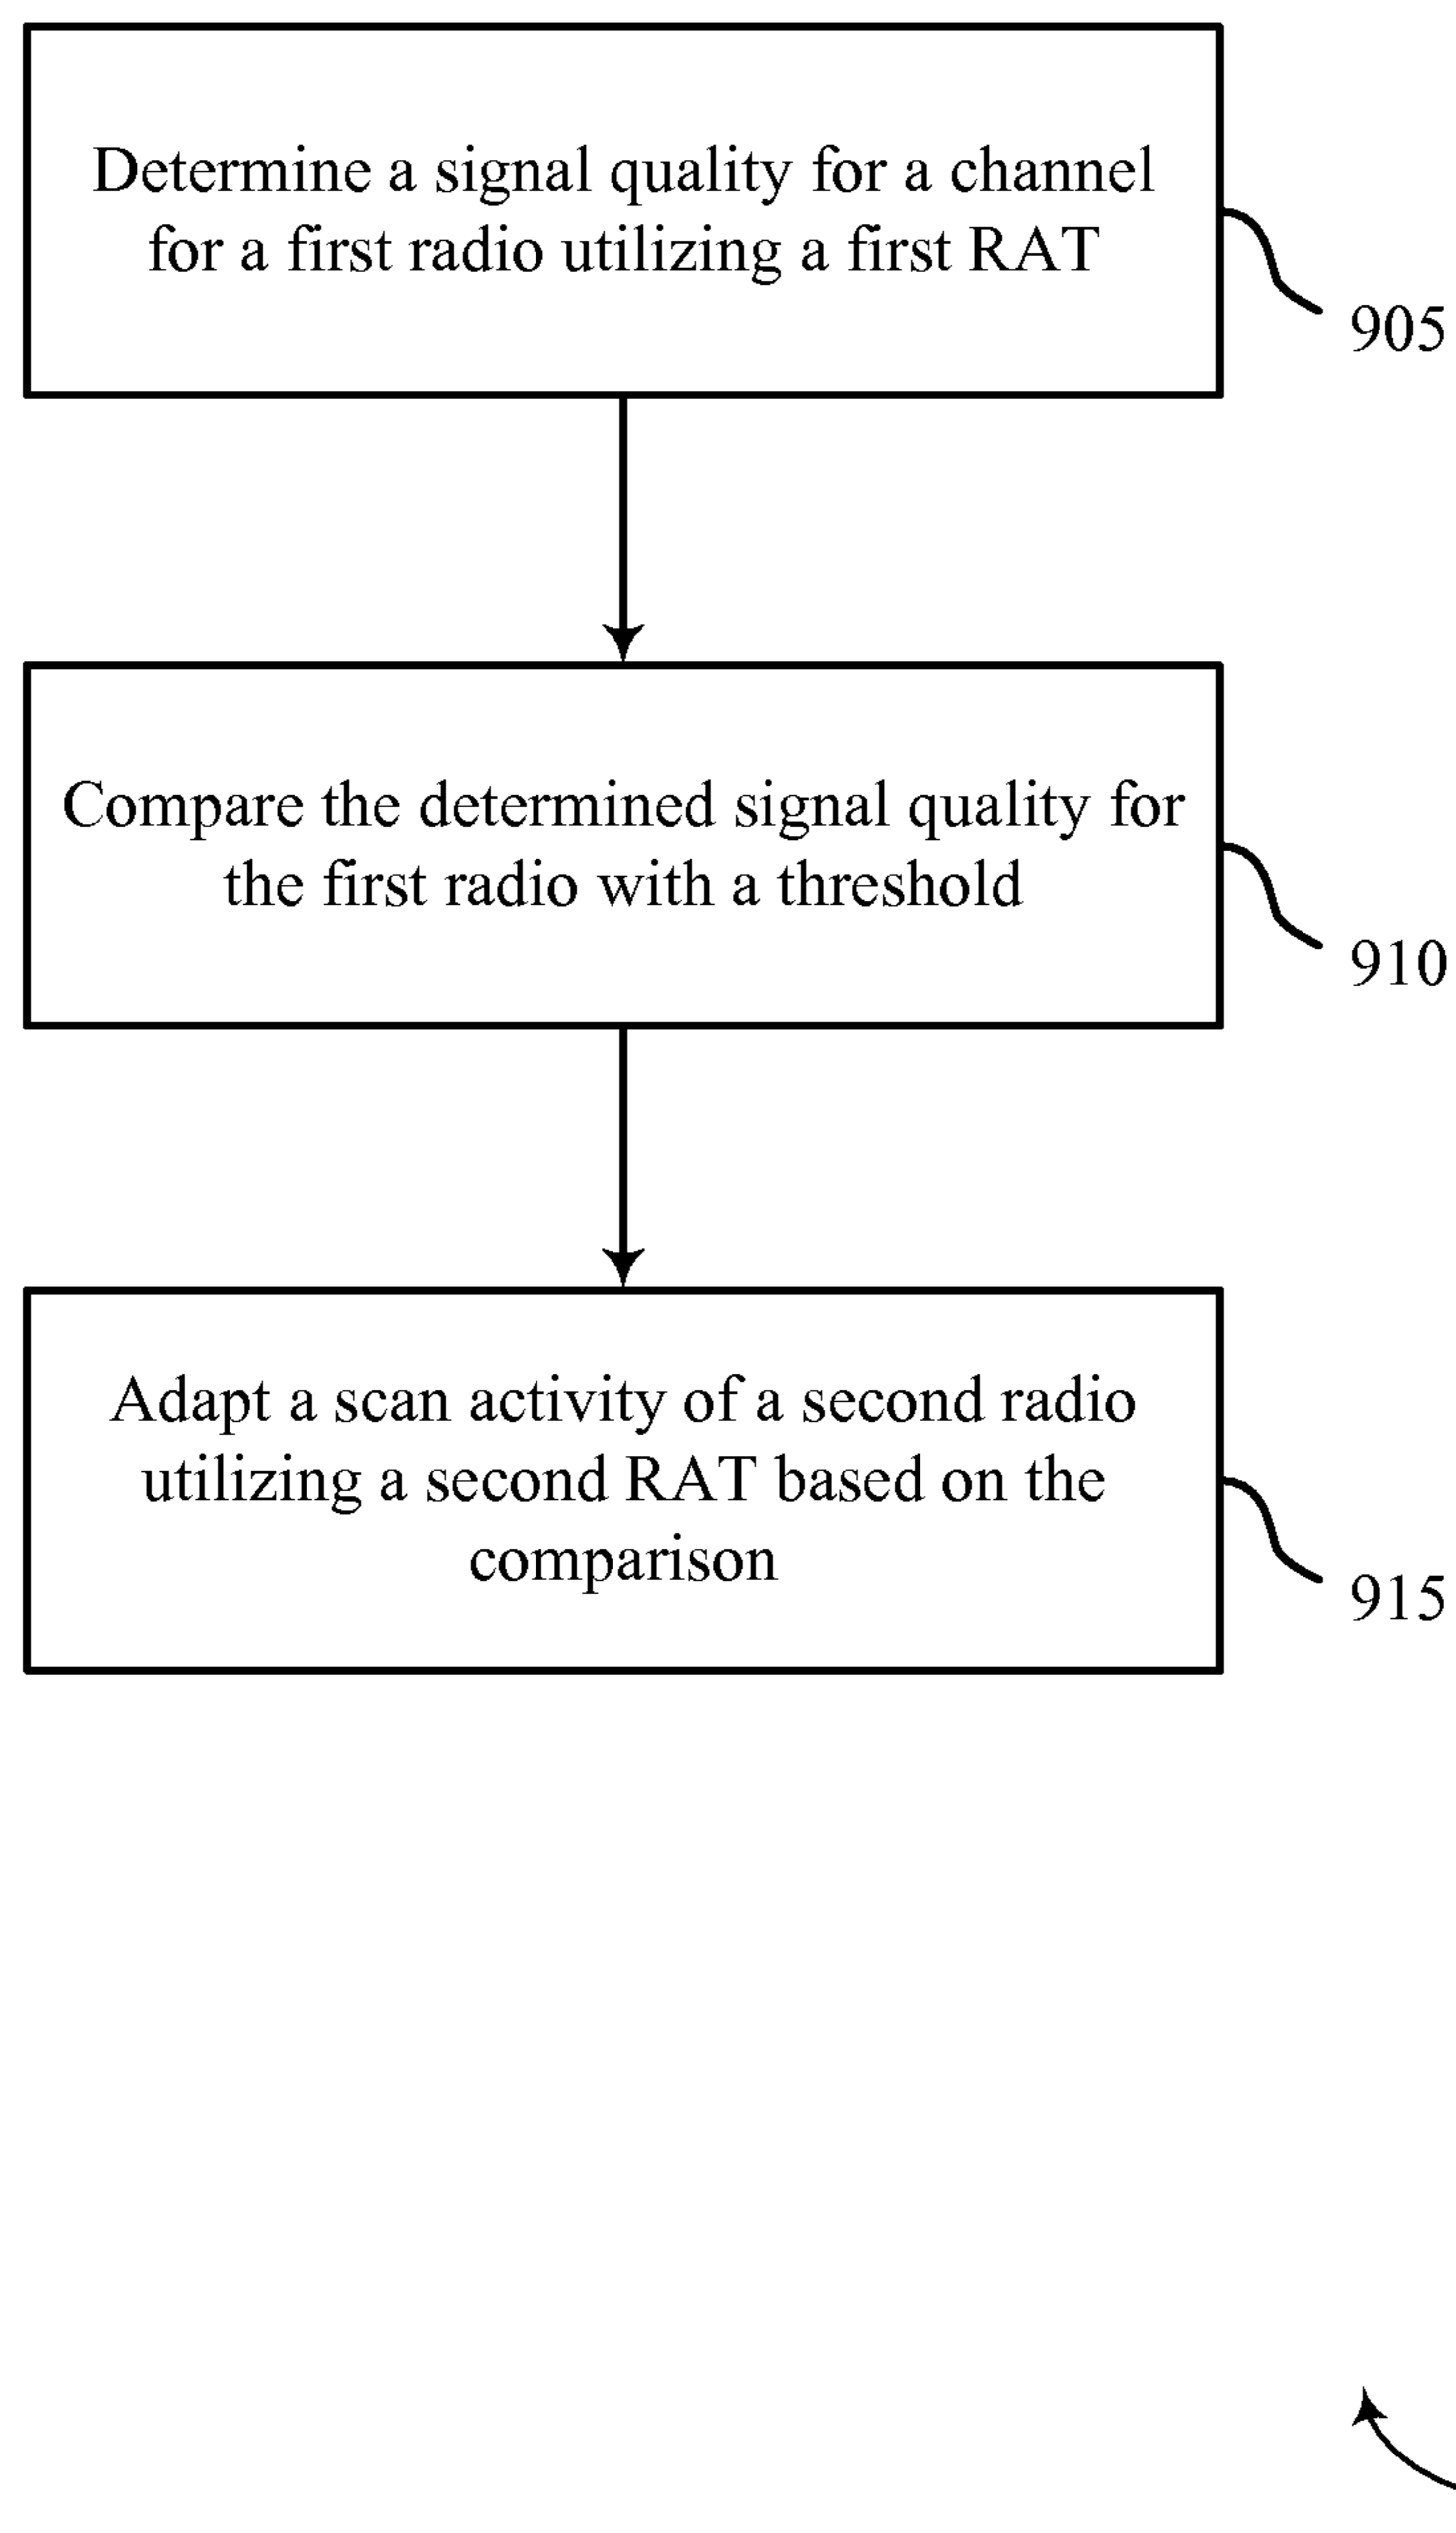 Determine a signal quality for a channel
for a first radio utilizing a first RAT
905
Compare the determined signal quality for
the first radio with a threshold
910
Adapt a scan activity of a second radio
utilizing a second RAT based on the
comparison
915